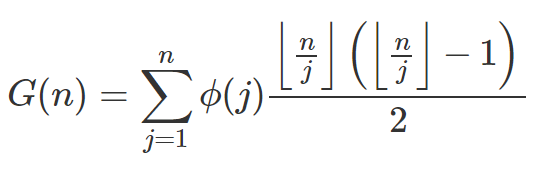 G(n) = \sum_{j=1}^{n} \phi(j) \frac{\left\lfloor \frac{n}{j} \right\rfloor \left( \left\lfloor \frac{n}{j} \right\rfloor - 1 \right)}{2}